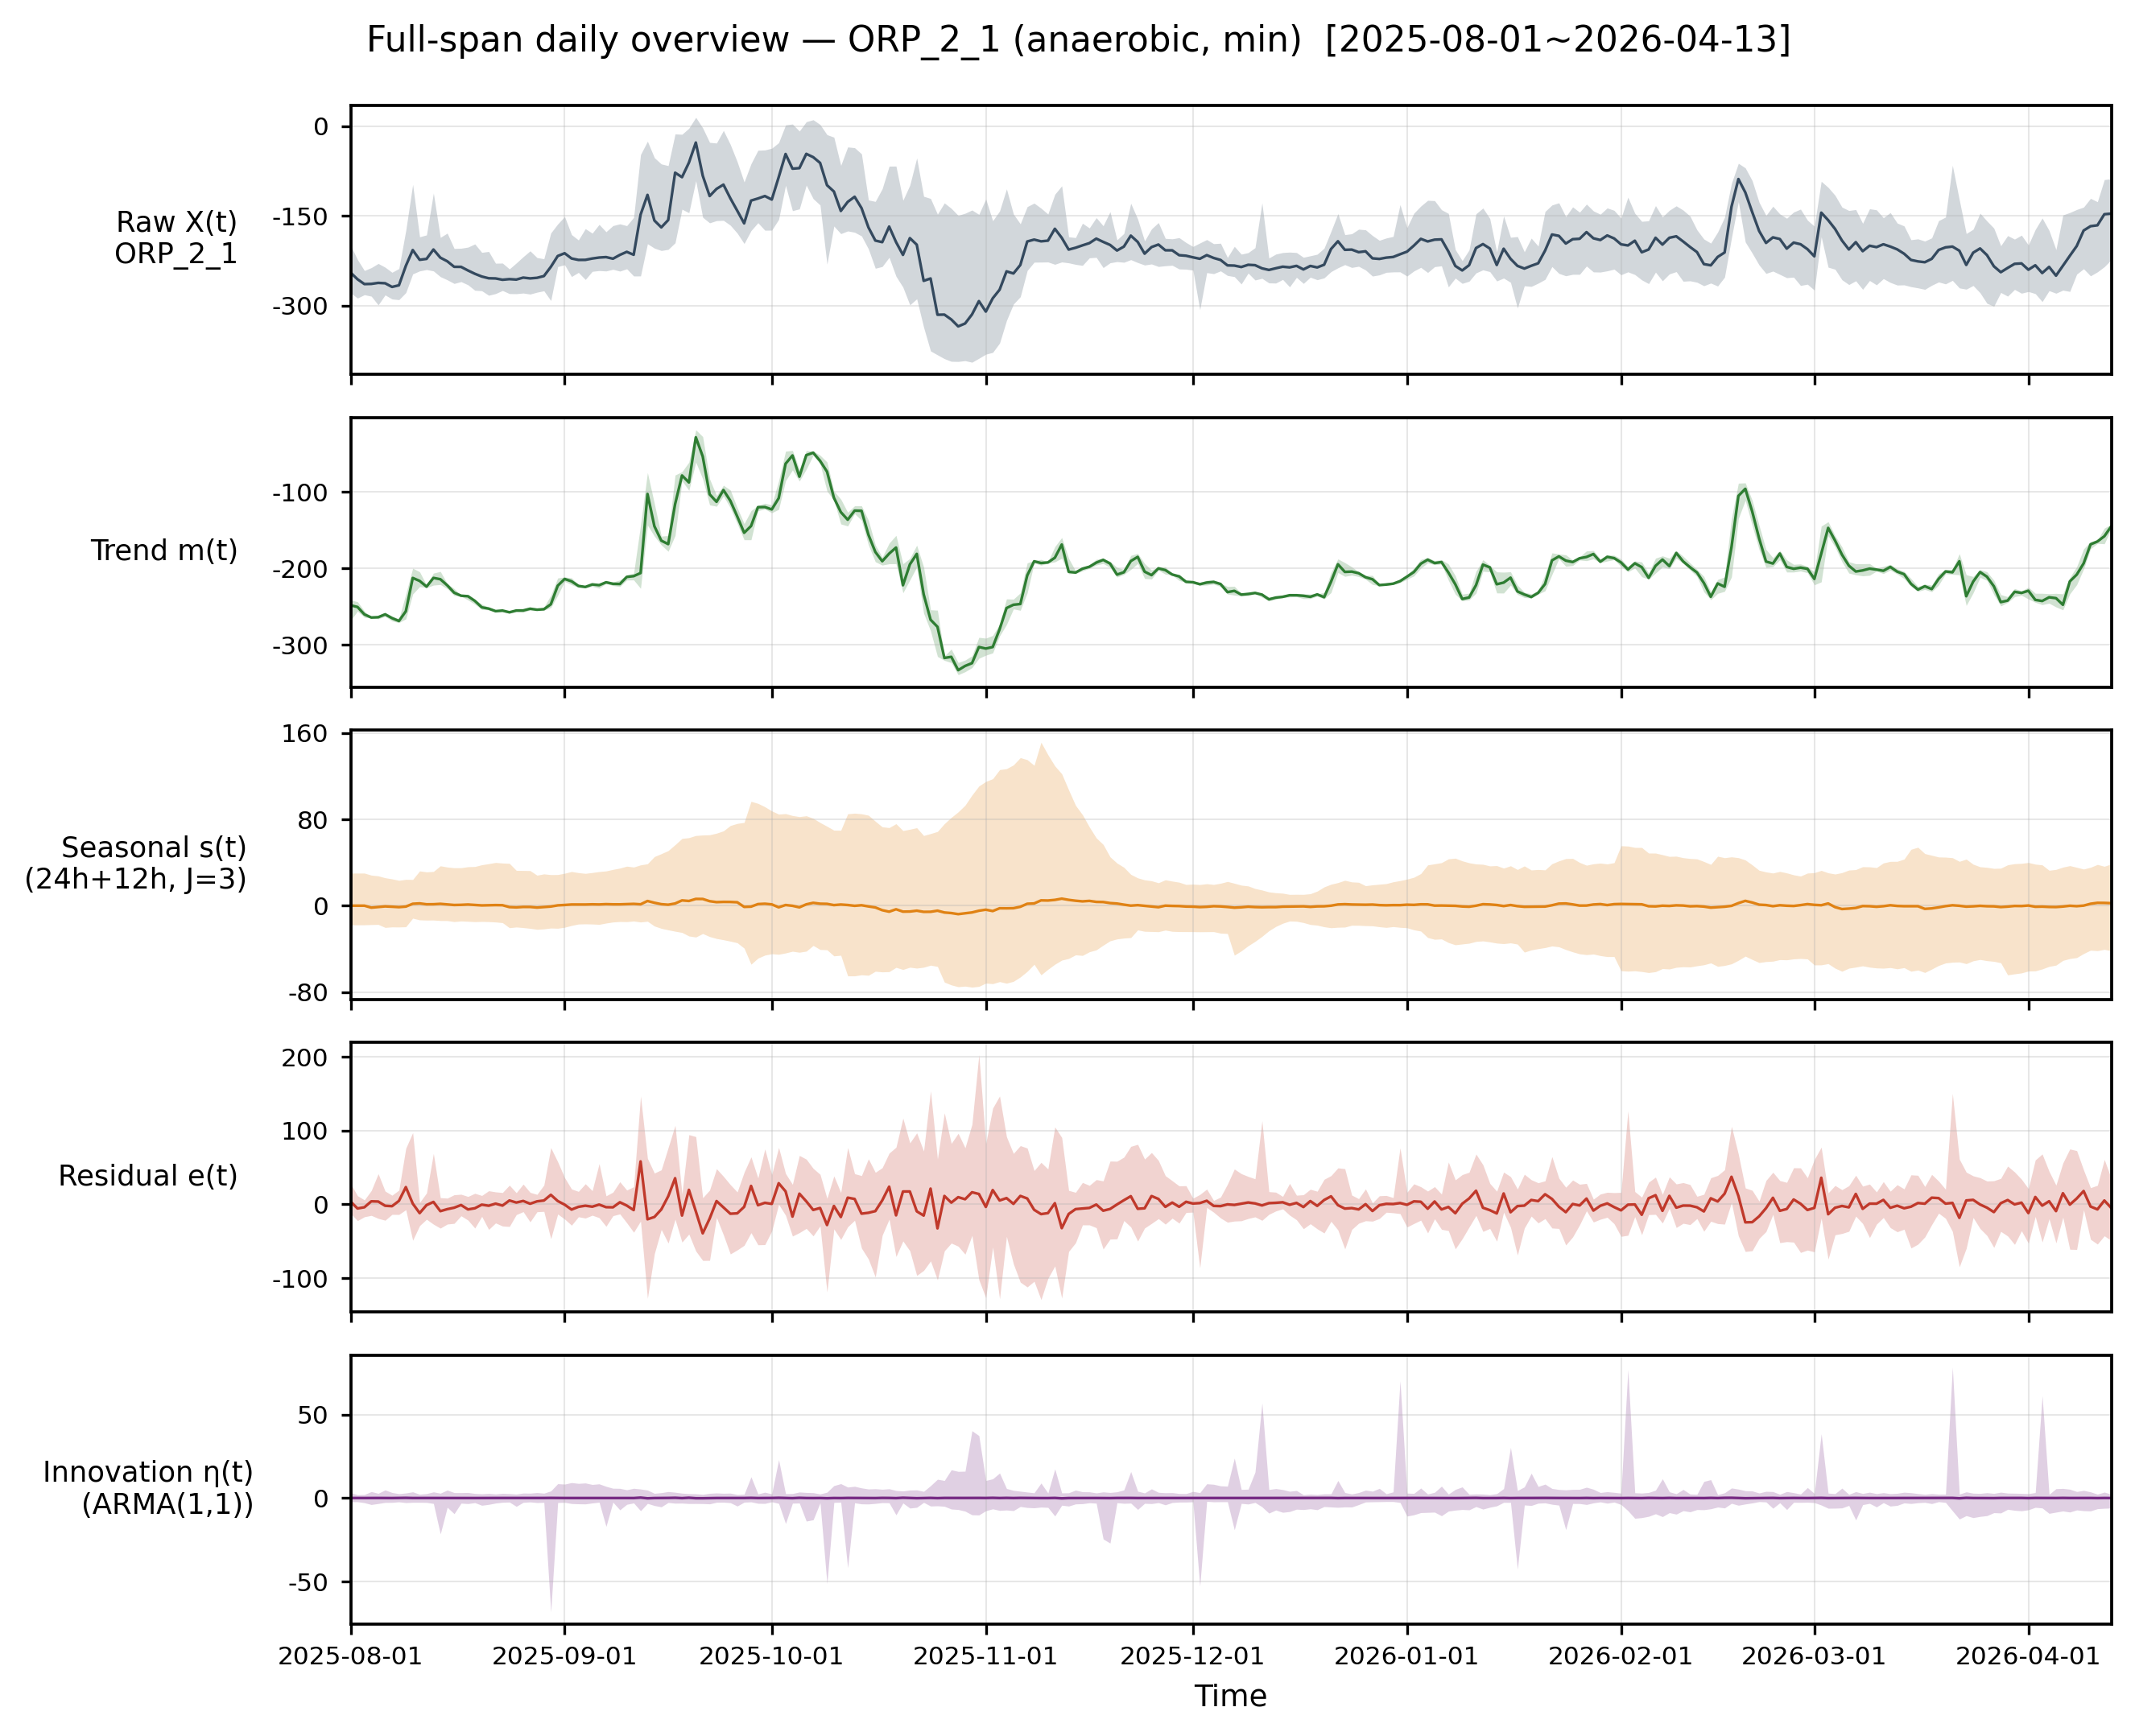 Full-span daily overview — ORP_2_1 (anaerobic, min)  [2025-08-01~2026-04-13]
0
-150
-300
Raw X(t)
ORP_2_1
-100
-200
-300
Trend m(t)
160
80
0
-80
Seasonal s(t)
(24h+12h, J=3)
200
100
0
-100
Residual e(t)
50
0
-50
Innovation η(t)
(ARMA(1,1))
2025-08-01 2025-09-01 2025-10-01 2025-11-01 2025-12-01 2026-01-01 2026-02-01 2026-03-01 2026-04-01
Time